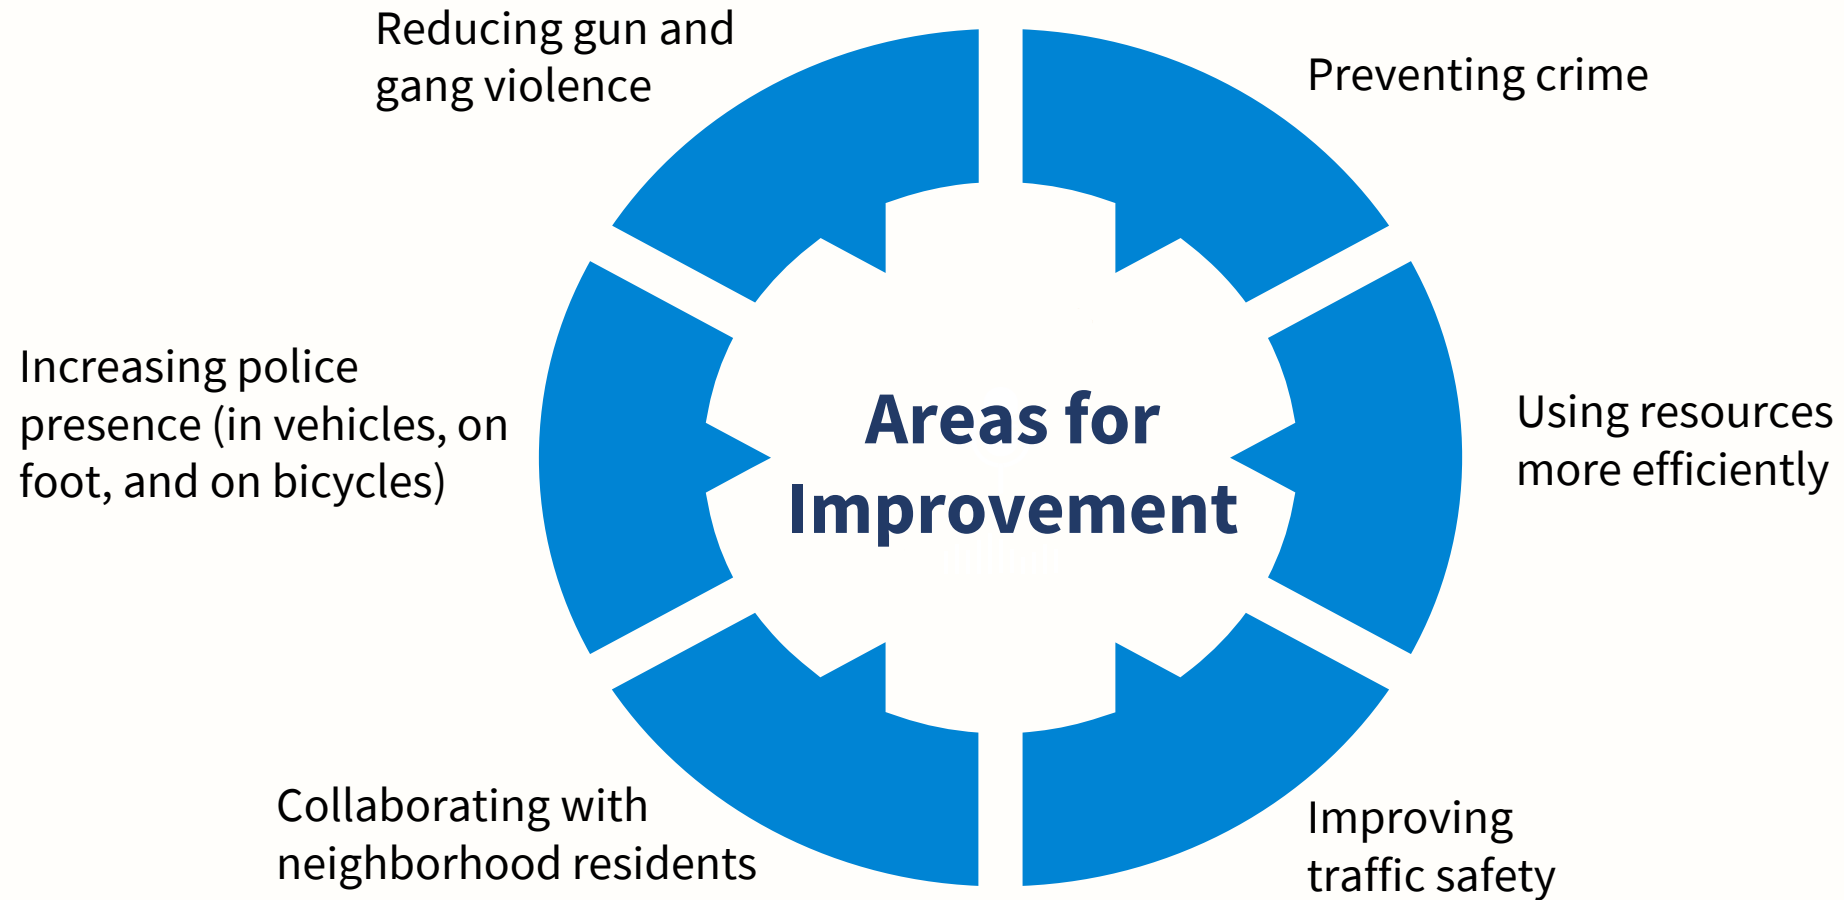 Reducing gun and
gang violence
Preventing crime
Increasing police
presence (in vehicles, on
foot, and on bicycles)
Areas for
Improvement
Using resources
more efficiently
Collaborating with
neighborhood residents
Improving
traffic safety